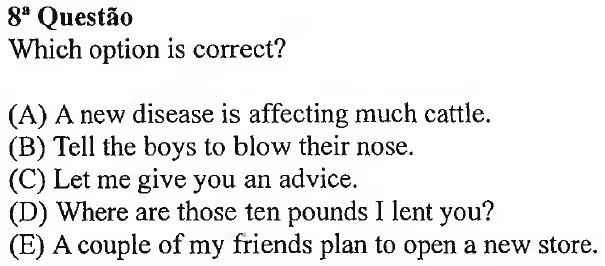 8ª Questão
Which option is correct?
(A) A new disease is affecting much cattle.
(B) Tell the boys to blow their nose.
(C) Let me give you an advice.
(D) Where are those ten pounds I lent you?
(E) A couple of my friends plan to open a new store.